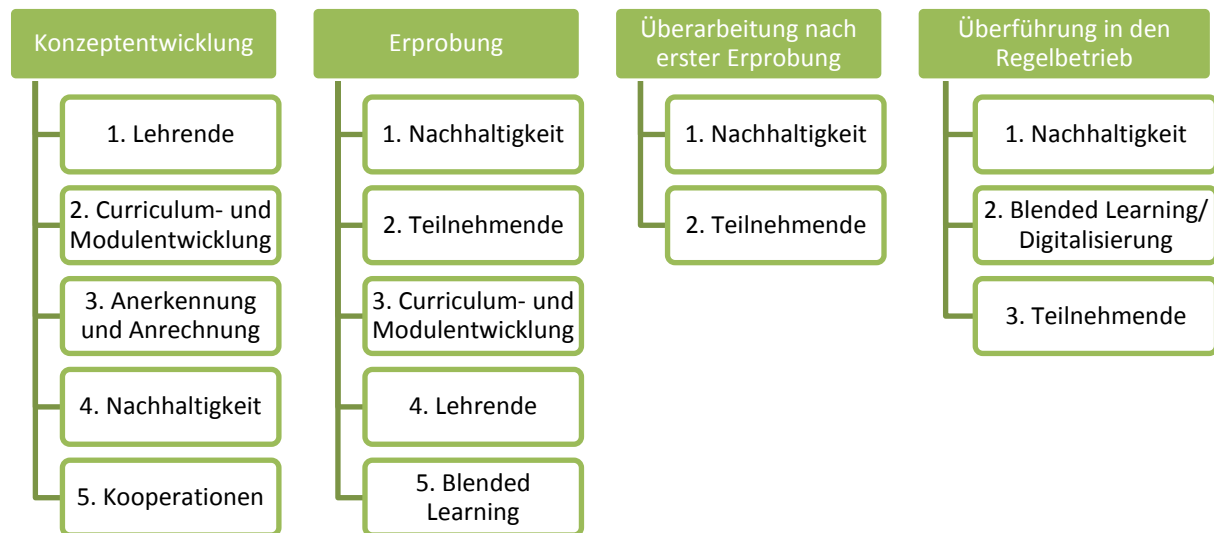 Konzeptentwicklung
1. Lehrende
2. Curriculum- und
Modulentwicklung
3. Anerkennung
und Anrechnung
4. Nachhaltigkeit
5. Kooperationen
Erprobung
1. Nachhaltigkeit
2. Teilnehmende
3. Curriculum- und
Modulentwicklung
4. Lehrende
5. Blended
Learning
Überarbeitung nach
erster Erprobung
1. Nachhaltigkeit
2. Teilnehmende
Überführung in den
Regelbetrieb
1. Nachhaltigkeit
2. Blended Learning/
Digitalisierung
3. Teilnehmende